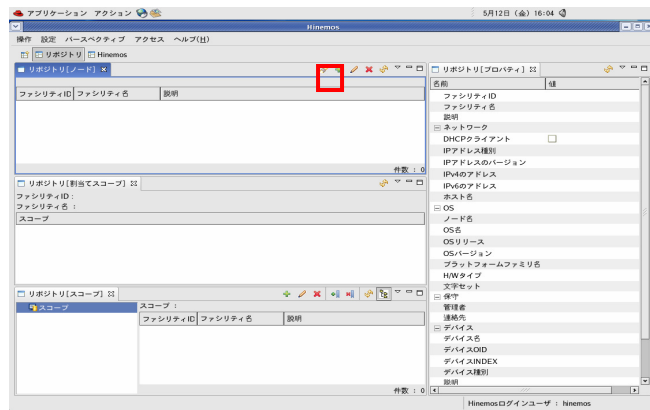 アプリケーション アクション
5月12日 (金) 16:04
Hinemos
操作 設定 パースペクティブ アクセス ヘルプ(H)
リポジトリ Hinemos
リポジトリ[ノード]
ファシリティID ファシリティ名 説明
件数 : 0
リポジトリ[割当てスコープ]
ファシリティID :
ファシリティ名 :
スコープ
リポジトリ[スコープ]
スコープ
スコープ :
ファシリティID ファシリティ名 説明
件数 : 0
リポジトリ[プロパティ]
名前 値
ファシリティID
ファシリティ名
説明
ネットワーク
DHCPクライアント
IPアドレス種別
IPアドレスのバージョン
IPv4のアドレス
IPv6のアドレス
ホスト名
OS
ノード名
OS名
OSリリース
OSバージョン
プラットフォームファミリ名
H/Wタイプ
文字セット
保守
管理者
連絡先
デバイス
デバイス名
デバイスOID
デバイスINDEX
デバイス種別
説明
Hinemosログインユーザ : hinemos